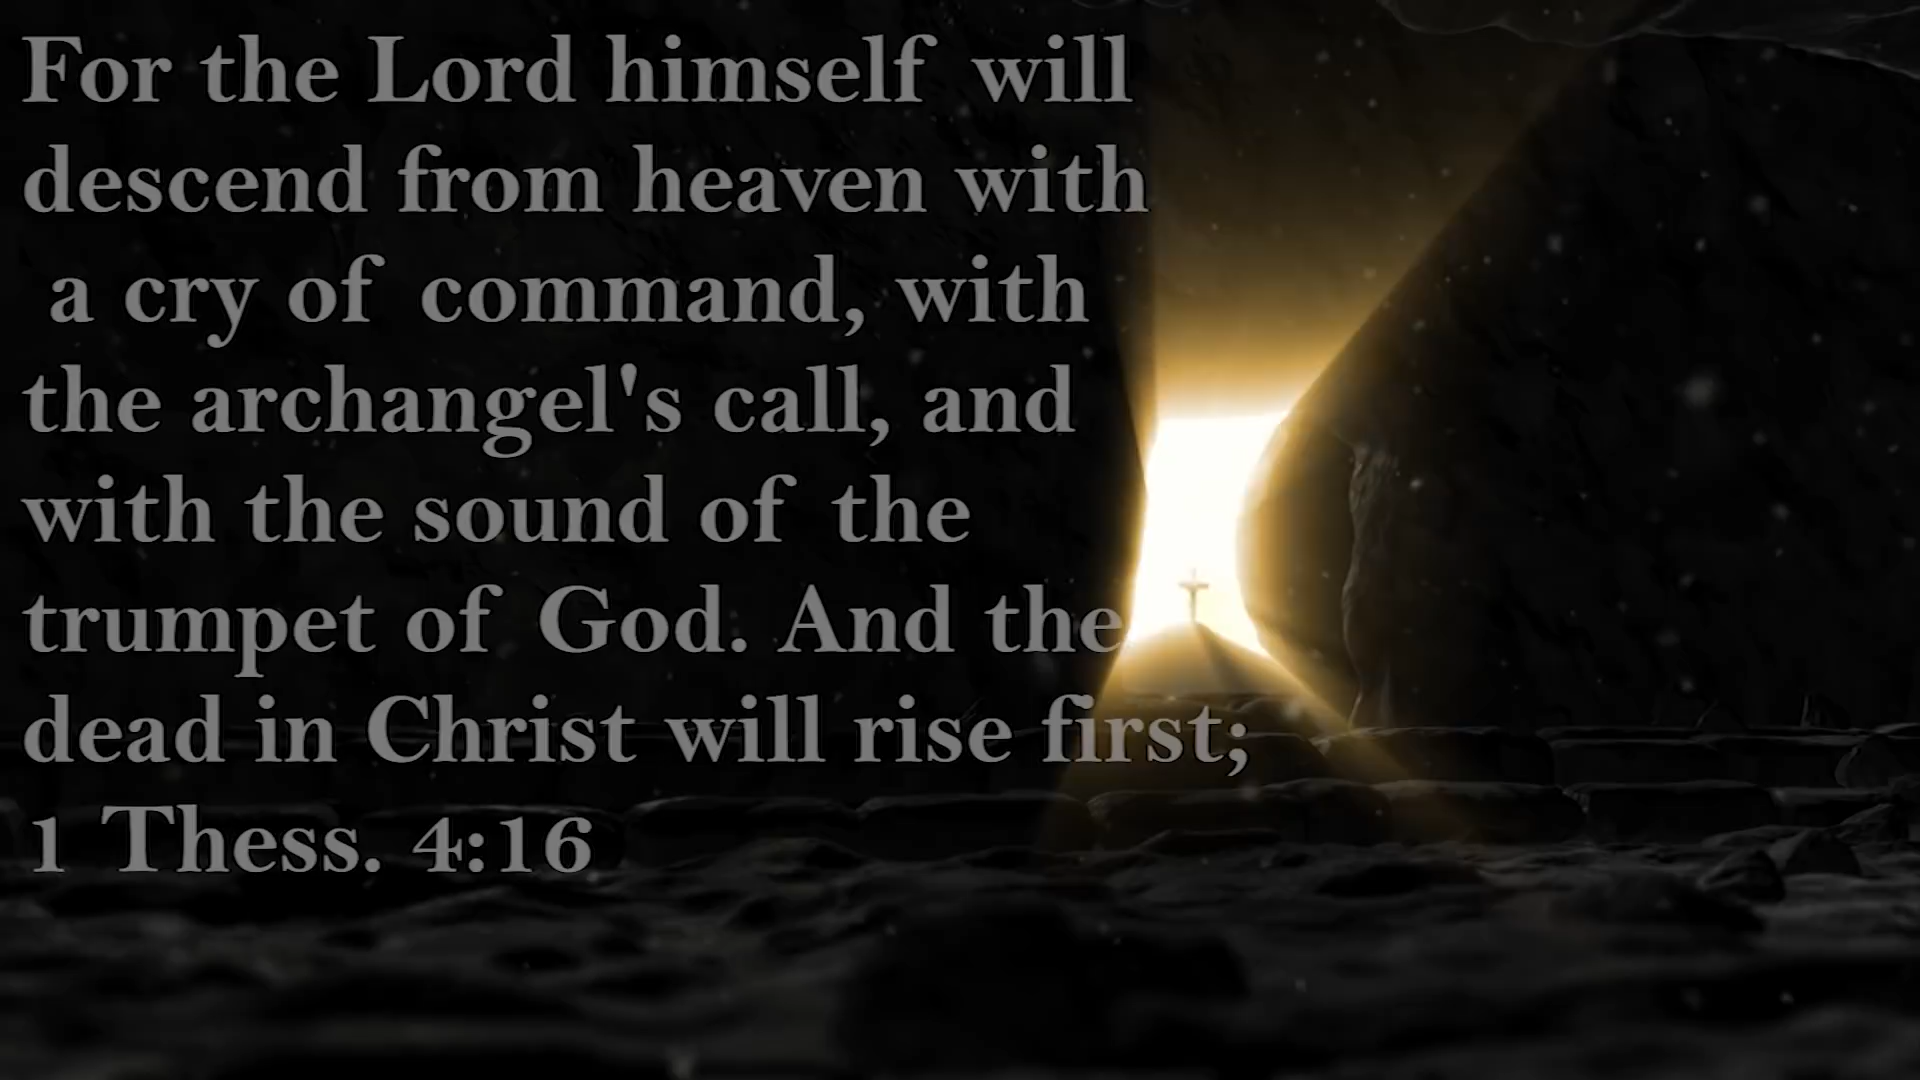 For the Lord himself will
descend from heaven with
a cry of command, with
the archangel's call, and
with the sound of the
trumpet of God. And the
dead in Christ will rise first;
1 Thess. 4:16